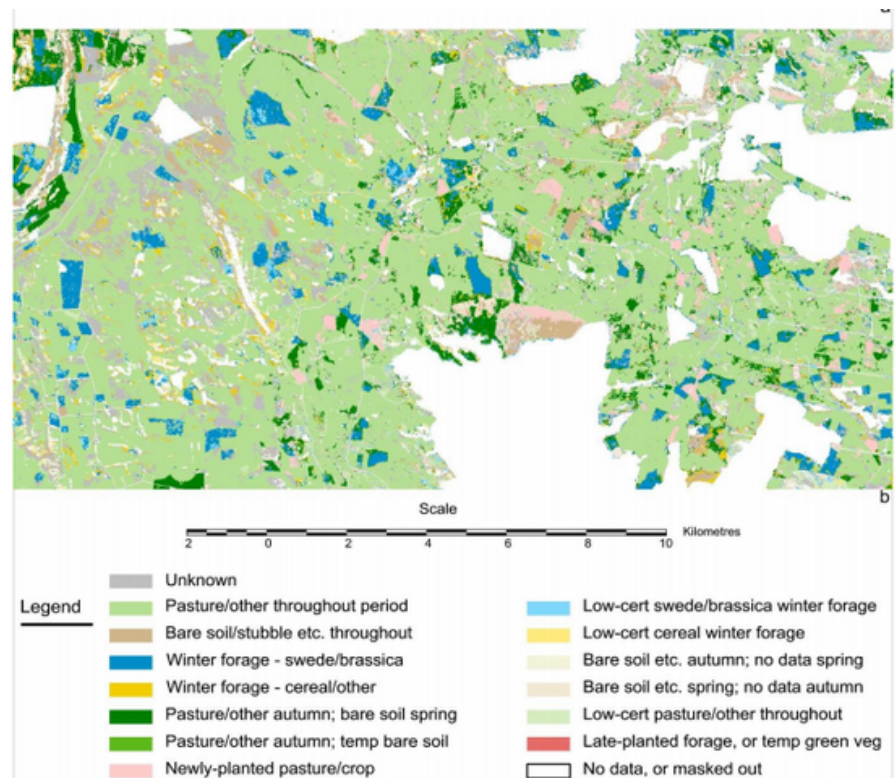 b
Scale
2 0 2 4 6 8 10 Kilometres
Legend
Unknown
Pasture/other throughout period
Bare soil/stubble etc. throughout
Winter forage - swede/brassica
Winter forage - cereal/other
Pasture/other autumn; bare soil spring
Pasture/other autumn; temp bare soil
Newly-planted pasture/crop
Low-cert swede/brassica winter forage
Low-cert cereal winter forage
Bare soil etc. autumn; no data spring
Bare soil etc. spring; no data autumn
Low-cert pasture/other throughout
Late-planted forage, or temp green veg
No data, or masked out